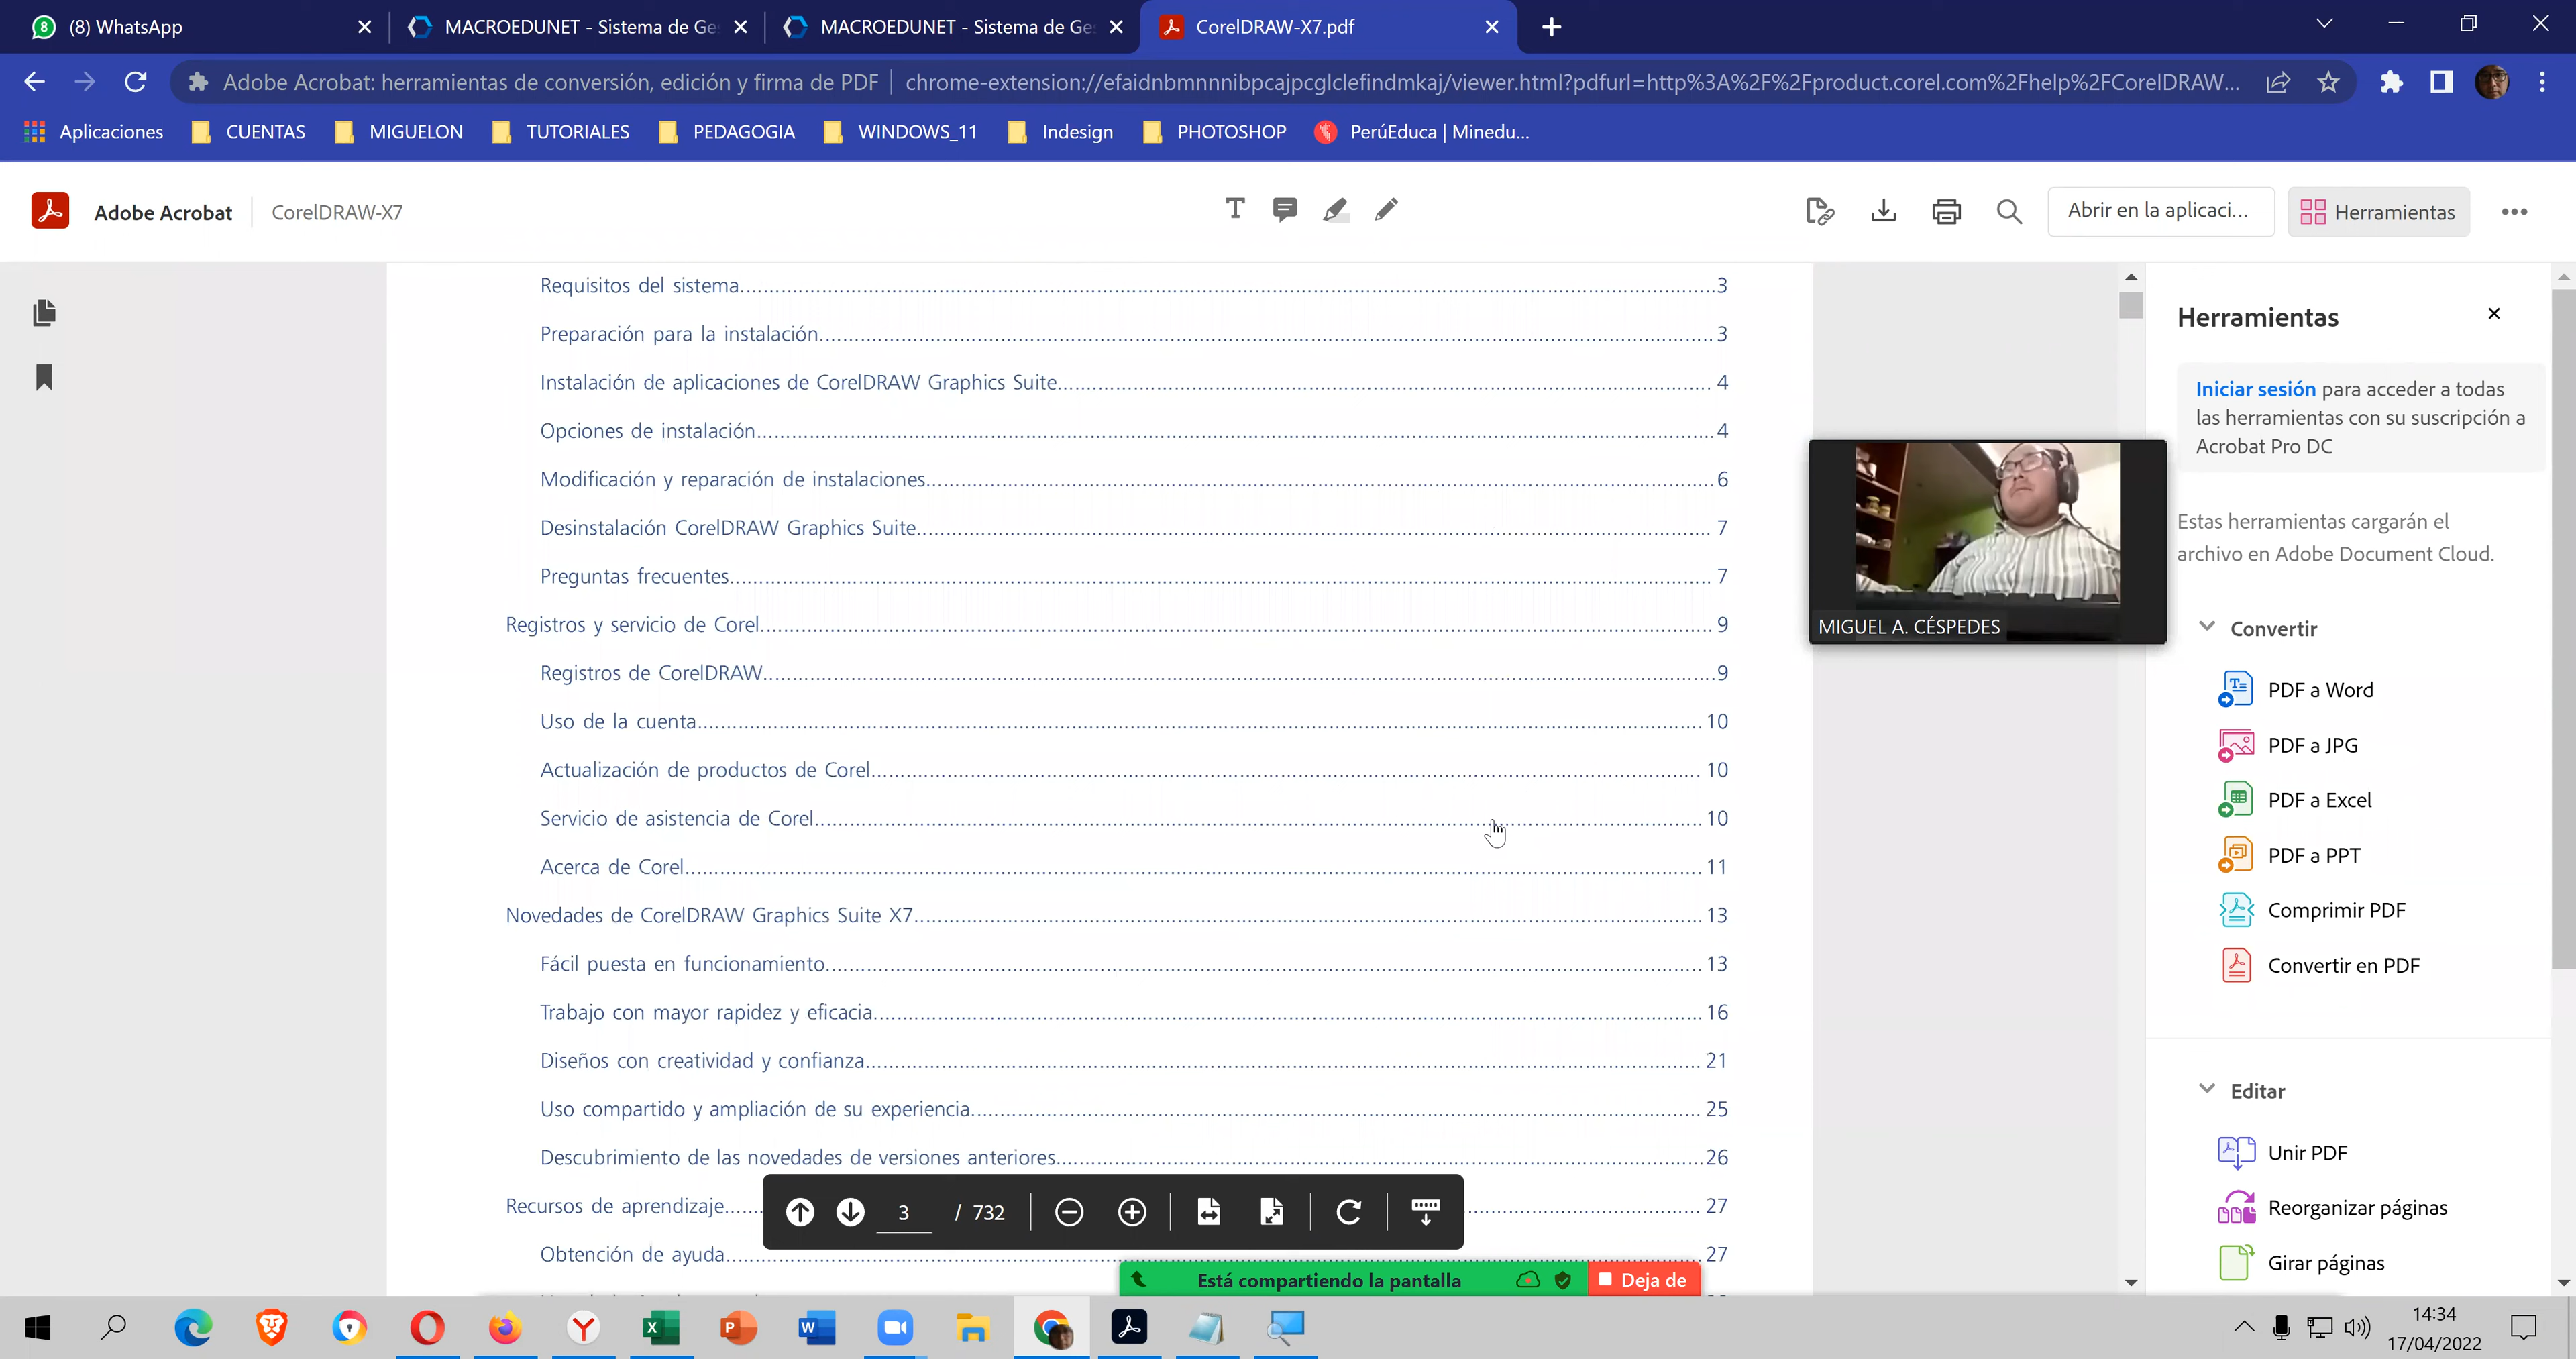 (8) WhatsApp
MACROEDUNET - Sistema de Ge
MACROEDUNET - Sistema de Ge
CorelDRAW-X7.pdf
Adobe Acrobat: herramientas de conversión, edición y firma de PDF
chrome-extension://efaidnbmnnnibpcajpcglclefindmkaj/viewer.html?pdfurl=http%3A%2F%2Fproduct.corel.com%2Fhelp%2FCorelDRAW...
Aplicaciones
CUENTAS
MIGUELON
TUTORIALES
PEDAGOGIA
WINDOWS_11
Indesign
PHOTOSHOP
PerúEduca | Minedu...
Adobe Acrobat
CorelDRAW-X7
Abrir en la aplicaci...
Herramientas
Requisitos del sistema 3
Preparación para la instalación 3
Instalación de aplicaciones de CorelDRAW Graphics Suite 4
Opciones de instalación 4
Modificación y reparación de instalaciones 6
Desinstalación CorelDRAW Graphics Suite 7
Preguntas frecuentes 7
Registros y servicio de Corel 9
Registros de CorelDRAW 9
Uso de la cuenta 10
Actualización de productos de Corel 10
Servicio de asistencia de Corel 10
Acerca de Corel 11
Novedades de CorelDRAW Graphics Suite X7 13
Fácil puesta en funcionamiento 13
Trabajo con mayor rapidez y eficacia 16
Diseños con creatividad y confianza 21
Uso compartido y ampliación de su experiencia 25
Descubrimiento de las novedades de versiones anteriores 26
Recursos de aprendizaje 27
Obtención de ayuda 27
3 / 732
MIGUEL A. CÉSPEDES
Herramientas
Iniciar sesión para acceder a todas
las herramientas con su suscripción a
Acrobat Pro DC
Estas herramientas cargarán el
archivo en Adobe Document Cloud.
Convertir
PDF a Word
PDF a JPG
PDF a Excel
PDF a PPT
Comprimir PDF
Convertir en PDF
Editar
Unir PDF
Reorganizar páginas
Girar páginas
Está compartiendo la pantalla
Deja de
14:34
17/04/2022